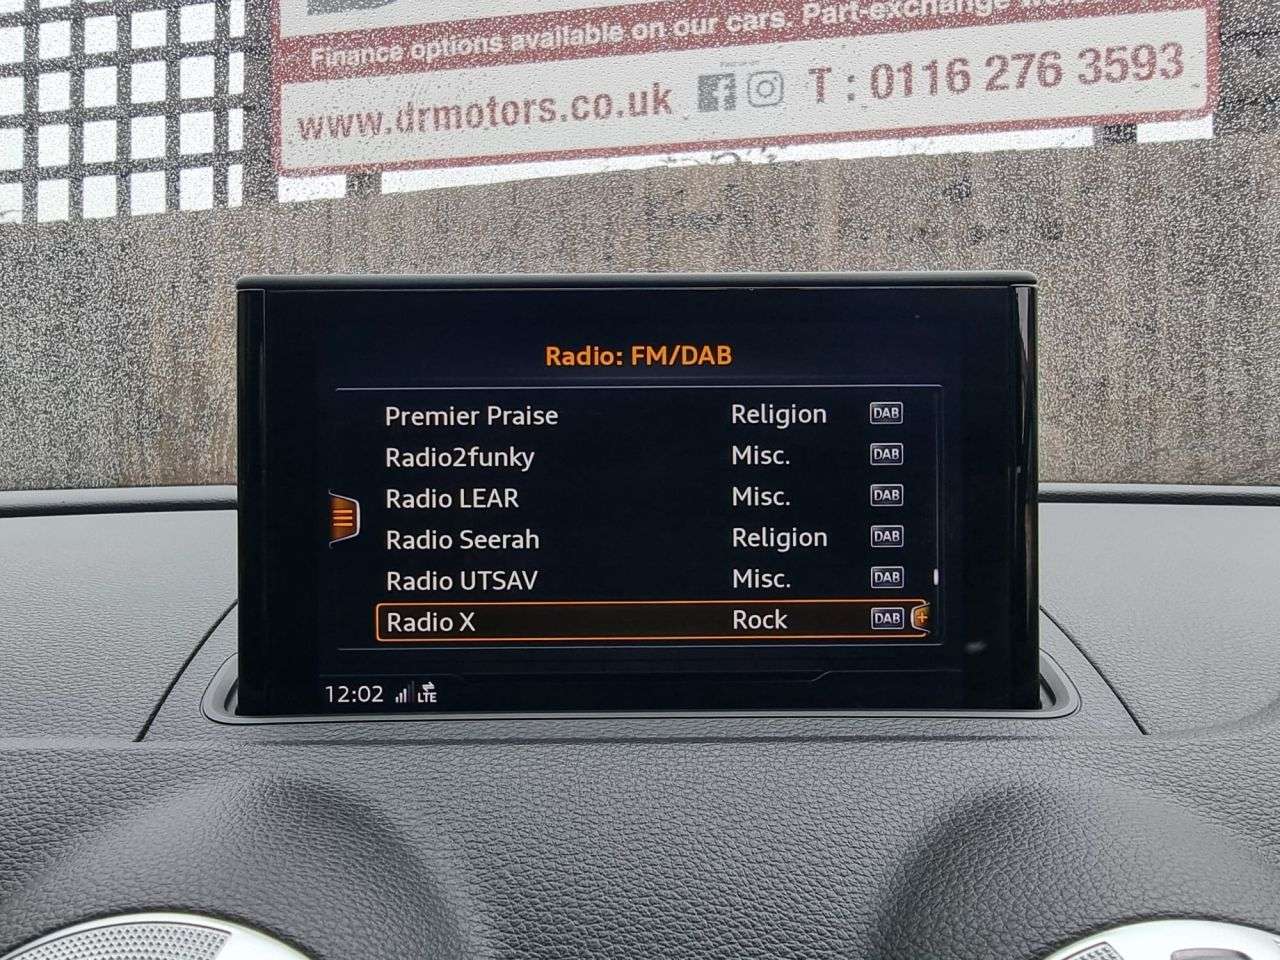 Finance options available on our cars. Part-exchange
www.drmotors.co.uk T : 0116 276 3593
Radio: FM/DAB
Premier Praise Religion DAB
Radio2funky Misc. DAB
Radio LEAR Misc. DAB
Radio Seerah Religion DAB
Radio UTSAV Misc. DAB
Radio X Rock DAB
12:02 LTE